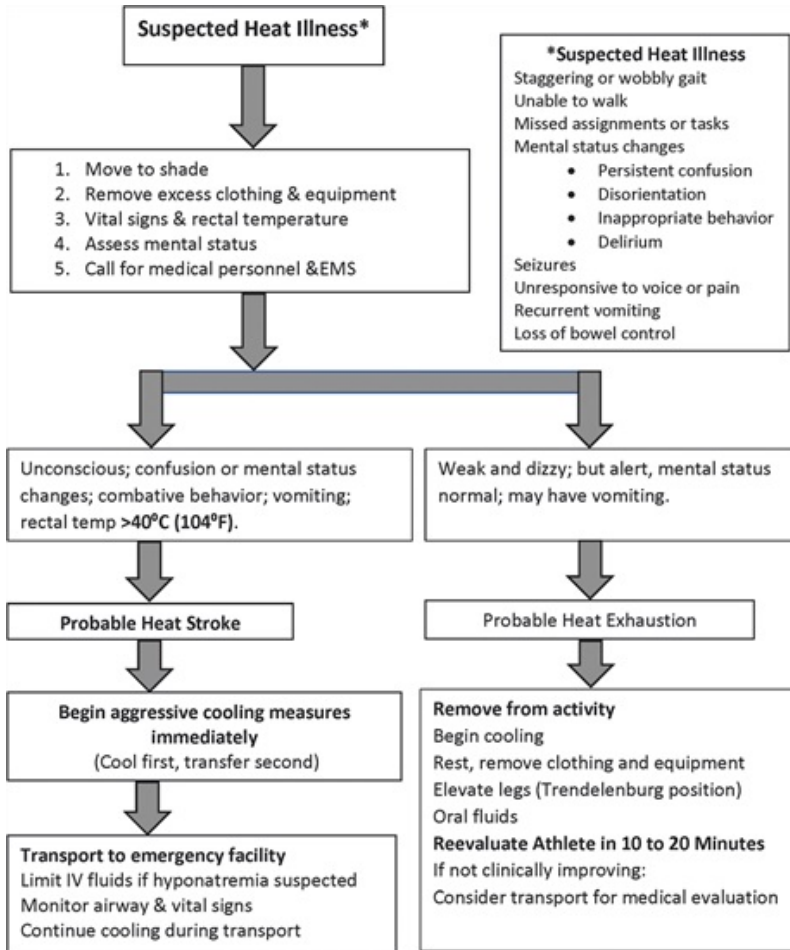 Suspected Heat Illness*
*Suspected Heat Illness
Staggering or wobbly gait
Unable to walk
Missed assignments or tasks
Mental status changes
• Persistent confusion
• Disorientation
• Inappropriate behavior
• Delirium
Seizures
Unresponsive to voice or pain
Recurrent vomiting
Loss of bowel control
1. Move to shade
2. Remove excess clothing & equipment
3. Vital signs & rectal temperature
4. Assess mental status
5. Call for medical personnel &EMS
Unconscious; confusion or mental status
changes; combative behavior; vomiting;
rectal temp >40⁰C (104⁰F).
Probable Heat Stroke
Begin aggressive cooling measures
immediately
(Cool first, transfer second)
Transport to emergency facility
Limit IV fluids if hyponatremia suspected
Monitor airway & vital signs
Continue cooling during transport
Weak and dizzy; but alert, mental status
normal; may have vomiting.
Probable Heat Exhaustion
Remove from activity
Begin cooling
Rest, remove clothing and equipment
Elevate legs (Trendelenburg position)
Oral fluids
Reevaluate Athlete in 10 to 20 Minutes
If not clinically improving:
Consider transport for medical evaluation